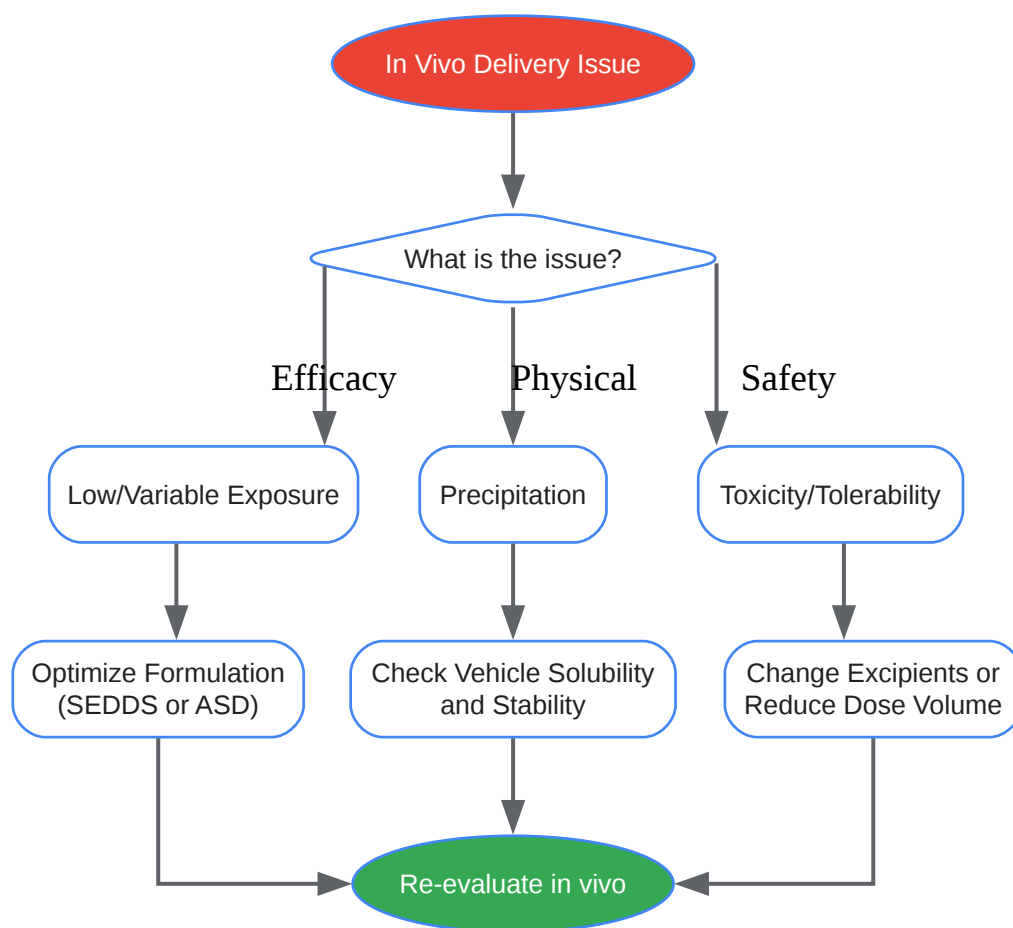 In Vivo Delivery Issue
What is the issue?
Efficacy
Physical
Safety
Low/Variable Exposure
Precipitation
Toxicity/Tolerability
Optimize Formulation
(SEDDS or ASD)
Check Vehicle Solubility
and Stability
Change Excipients or
Reduce Dose Volume
Re-evaluate in vivo